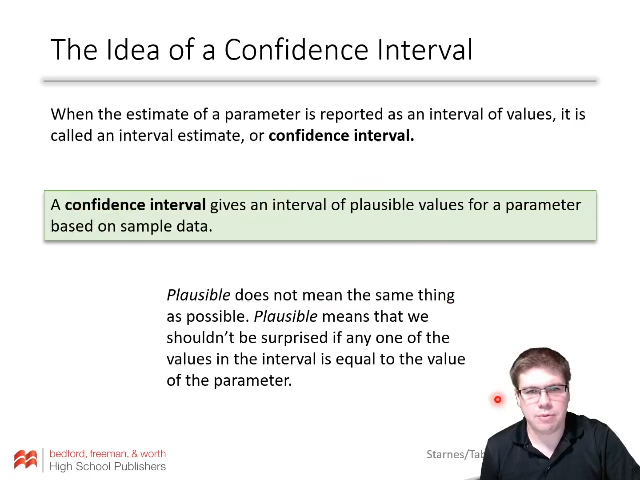 The Idea of a Confidence Interval
When the estimate of a parameter is reported as an interval of values, it is
called an interval estimate, or confidence interval.
A confidence interval gives an interval of plausible values for a parameter
based on sample data.
Plausible does not mean the same thing
as possible. Plausible means that we
shouldn't be surprised if any one of the
values in the interval is equal to the value
of the parameter.
bedford, freeman, & worth
High School Publishers
Starnes/Tab